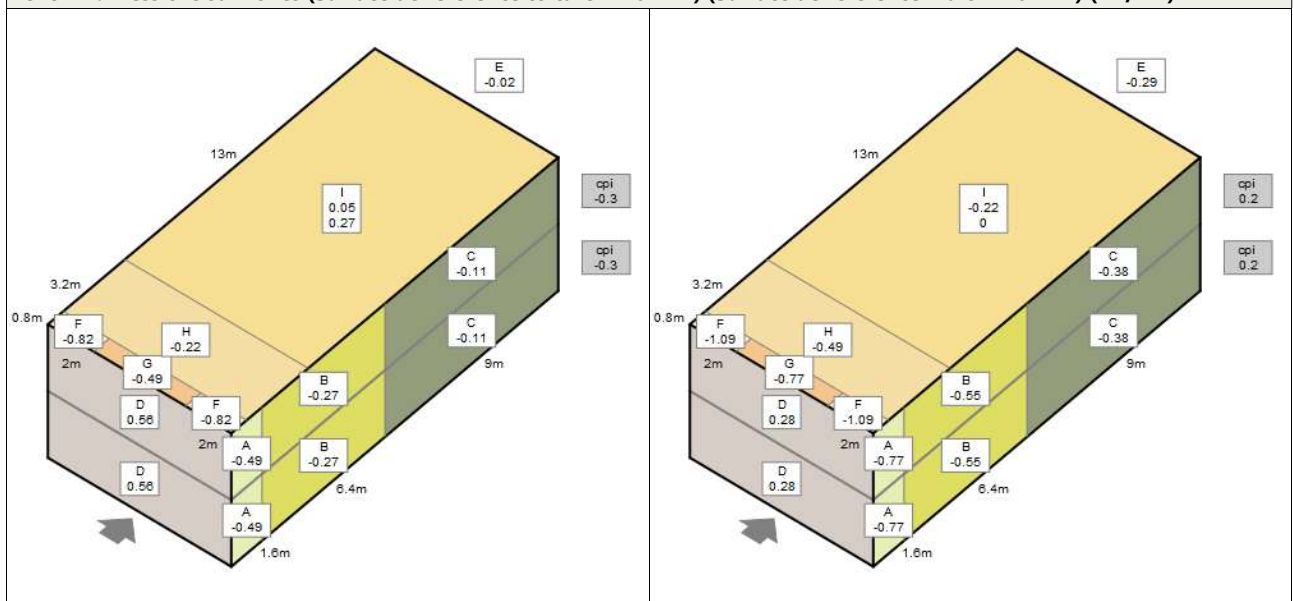 E
-0.02
13m
I
0.05
0.27
cpi
-0.3
cpi
-0.3
C
-0.11
3.2m
0.8m
F
-0.82
H
-0.22
C
-0.11
2m
G
-0.49
9m
B
-0.27
D
0.56
F
-0.82
2m
A
-0.49
B
-0.27
D
0.56
6.4m
A
-0.49
1.6m
E
-0.29
13m
I
-0.22
0
cpi
0.2
cpi
0.2
C
-0.38
3.2m
0.8m
F
-1.09
H
-0.49
C
-0.38
2m
G
-0.77
9m
B
-0.55
D
0.28
F
-1.09
2m
A
-0.77
B
-0.55
D
0.28
6.4m
A
-0.77
1.6m